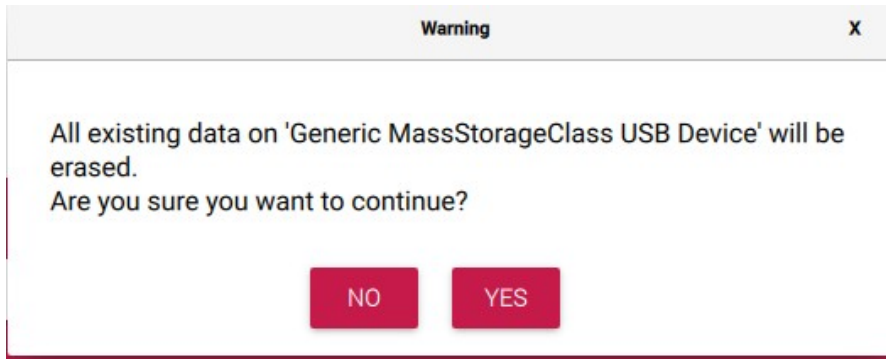 Warning X
All existing data on 'Generic MassStorageClass USB Device' will be
erased.
Are you sure you want to continue?
NO YES